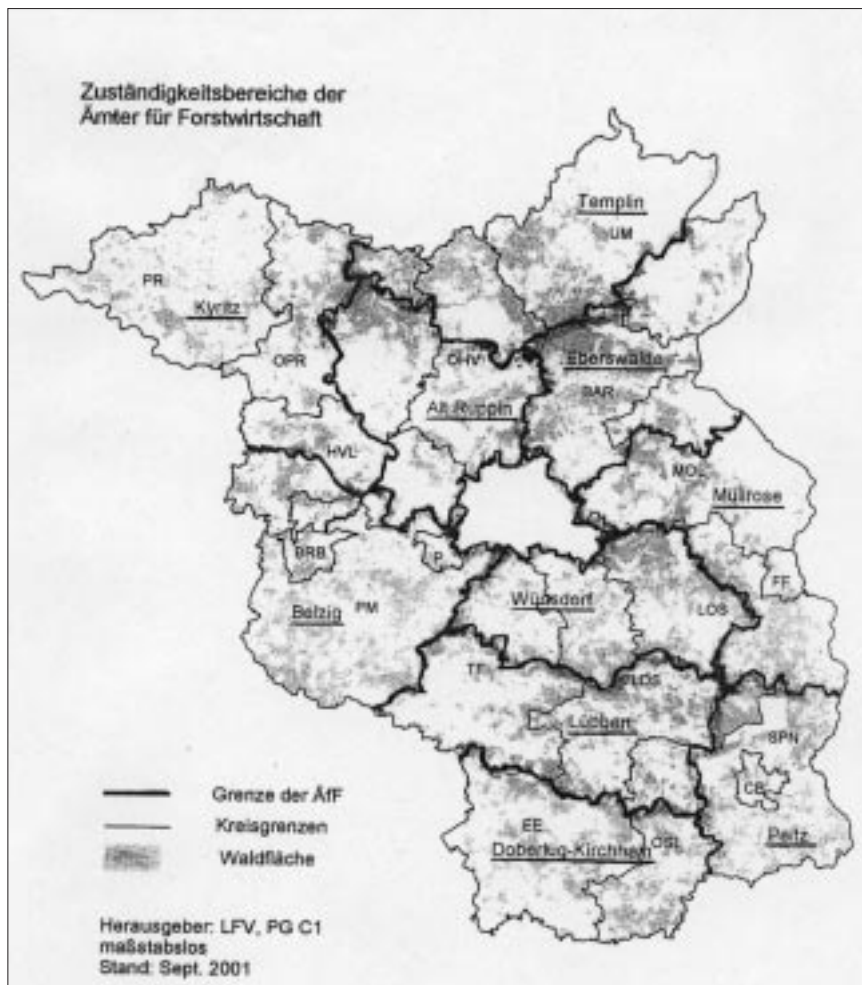 Zuständigkeitsbereiche der
Ämter für Forstwirtschaft
Templin
UM
PR
Kyritz
OPR
OHV
Eberswalde
BAR
Alt Ruppin
HVL
MOL
Müllrose
BRB
P
FF
Belzig
PM
Wünsdorf
LOS
TF
LDS
Lübben
SPN
CB
EE
OSL
Peitz
Doberlug-Kirchhain
Grenze der ÄfF
Kreisgrenzen
Waldfläche
Herausgeber: LFV, PG C1
maßstabslos
Stand: Sept. 2001